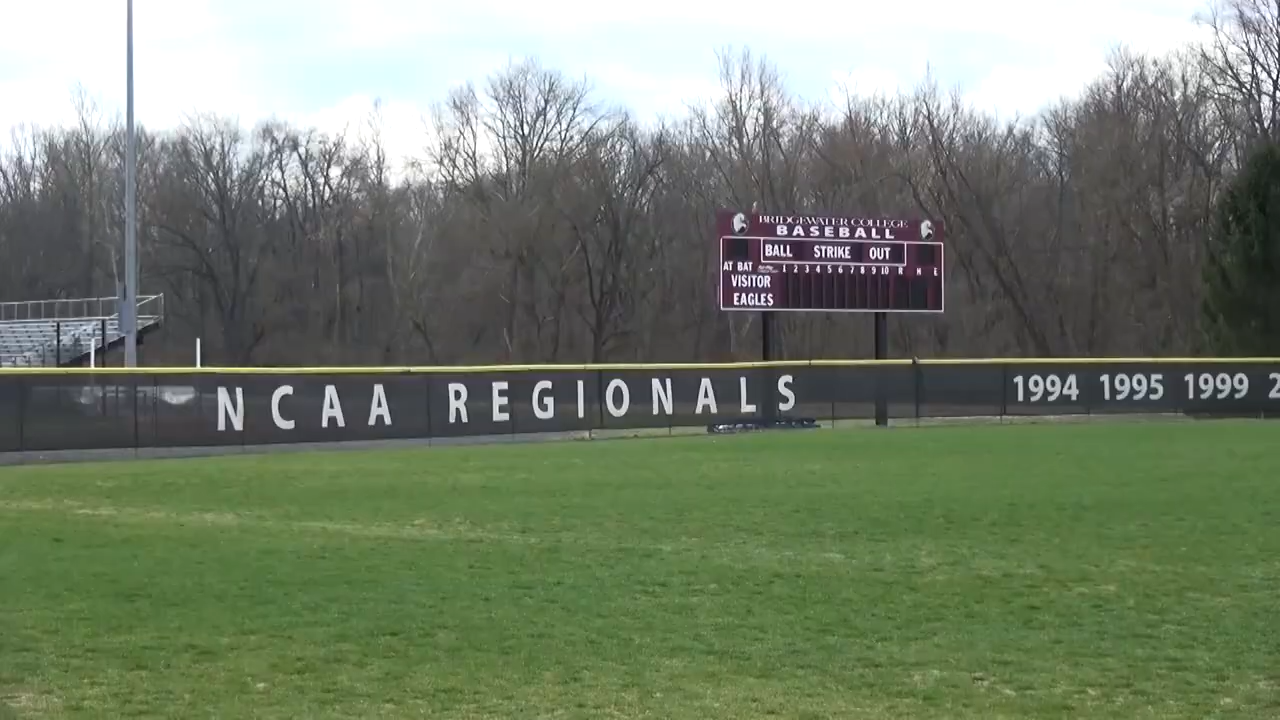 BRIDGEWATER COLLEGE
BASEBALL
BALL STRIKE OUT
AT BAT 1 2 3 4 5 6 7 8 9 10 R H E
VISITOR
EAGLES
NCAA REGIONALS 1994 1995 1999